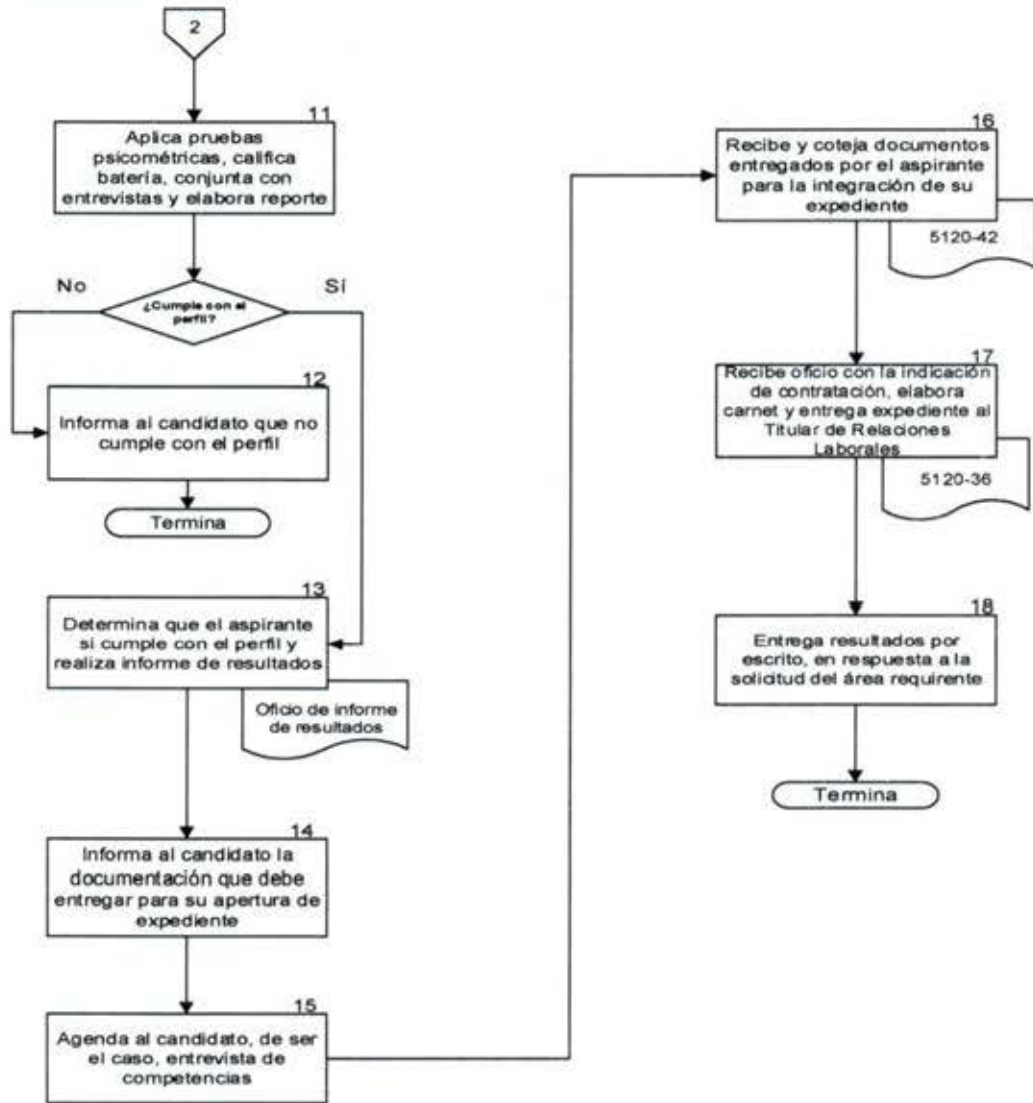 2
11
Aplica pruebas
psicométricas, califica
batería, conjunta con
entrevistas y elabora reporte
No
Sí
¿Cumple con el
perfil?
12
Informa al candidato que no
cumple con el perfil
Termina
13
Determina que el aspirante
si cumple con el perfil y
realiza informe de resultados
Oficio de informe
de resultados
14
Informa al candidato la
documentación que debe
entregar para su apertura de
expediente
15
Agenda al candidato, de ser
el caso, entrevista de
competencias
16
Recibe y coteja documentos
entregados por el aspirante
para la integración de su
expediente
5120-42
17
Recibe oficio con la indicación
de contratación, elabora
carnet y entrega expediente al
Titular de Relaciones
Laborales
5120-36
18
Entrega resultados por
escrito, en respuesta a la
solicitud del área requirente
Termina